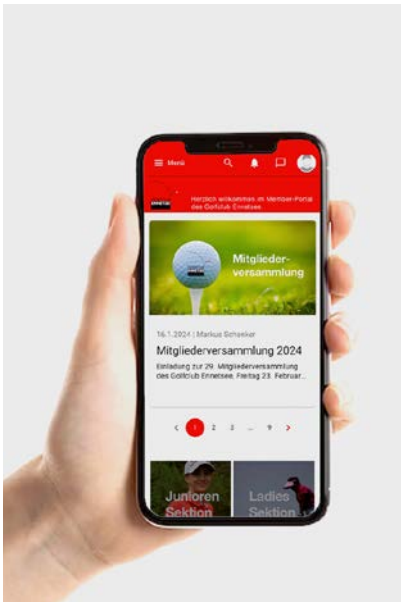 Menü
Herzlich willkommen im Member-Portal
des Golfclub Ennetsee
ENNETSEE
Mitglieder-
versammlung
16.1.2024 | Markus Schenker
Mitgliederversammlung 2024
Einladung zur 29. Mitgliederversammlung
des Golfclub Ennetsee, Freitag 23. Februar...
1 2 3 ... 9
Junioren Ladies
Sektion Sektion